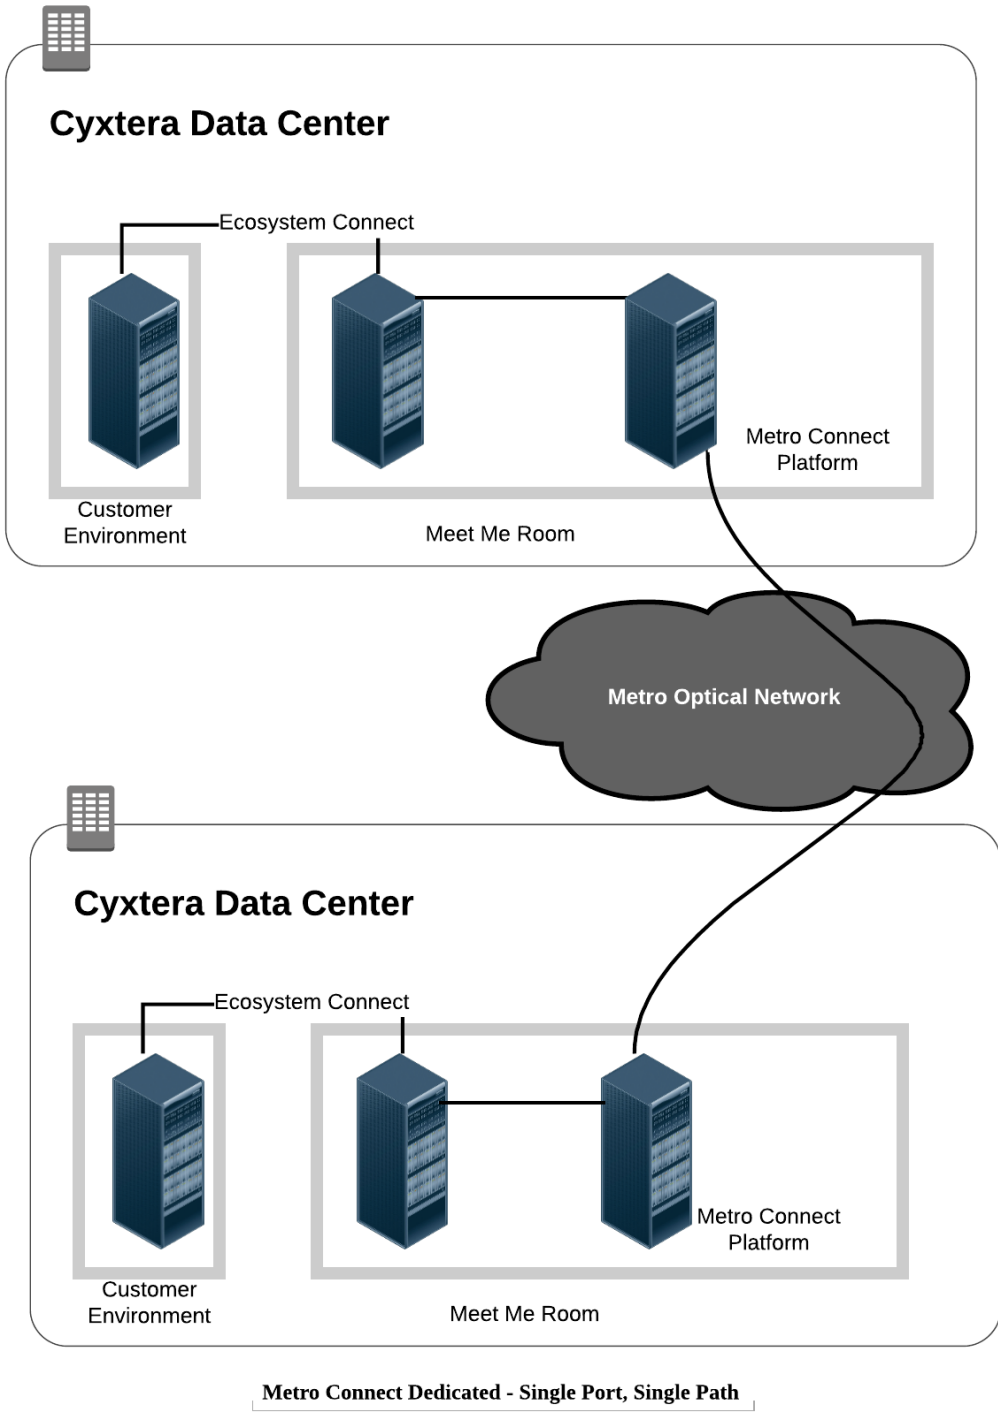 Cyxtera Data Center
Ecosystem Connect
Metro Connect
Platform
Customer
Environment
Meet Me Room
Metro Optical Network
Cyxtera Data Center
Ecosystem Connect
Metro Connect
Platform
Customer
Environment
Meet Me Room
Metro Connect Dedicated - Single Port, Single Path